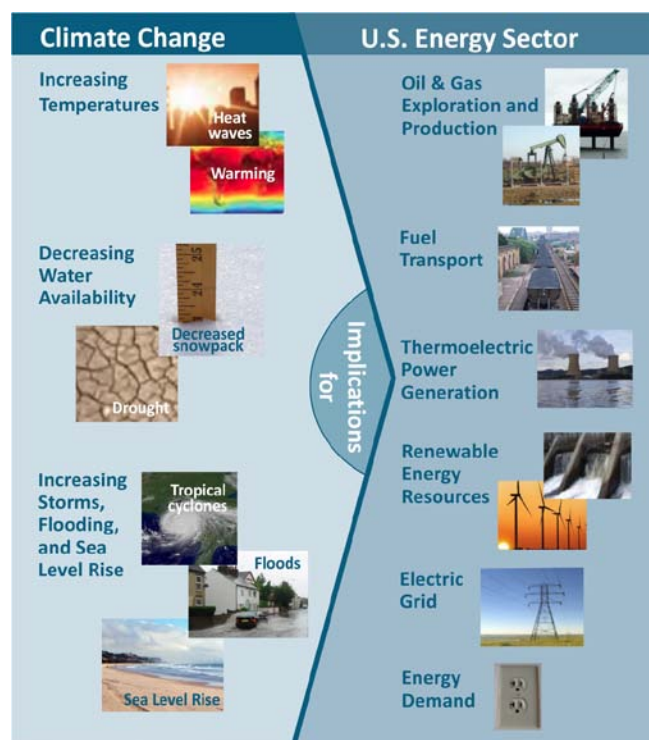 Climate Change
Increasing
Temperatures
Heat
waves
Warming
Decreasing
Water
Availability
Decreased
snowpack
Drought
Increasing
Storms,
Flooding,
and Sea
Level Rise
Tropical
cyclones
Floods
Sea Level Rise
Implications
for
U.S. Energy Sector
Oil & Gas
Exploration and
Production
Fuel
Transport
Thermoelectric
Power
Generation
Renewable
Energy
Resources
Electric
Grid
Energy
Demand